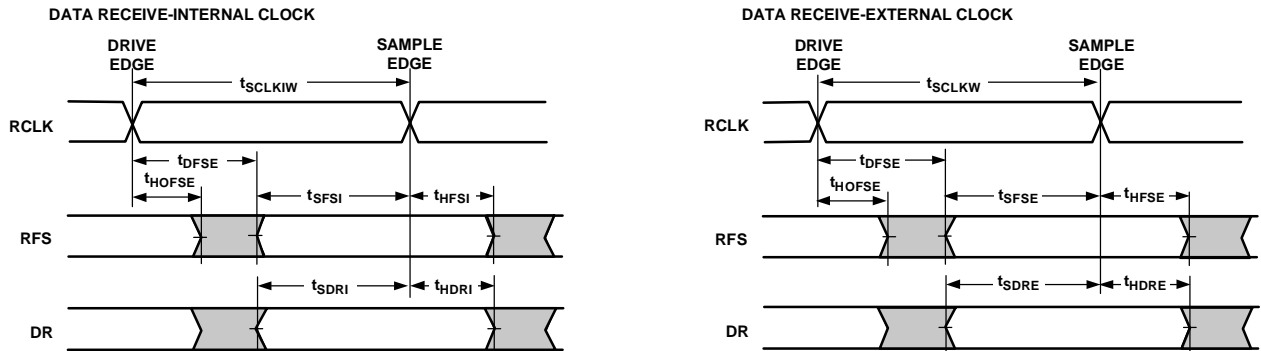 DATA RECEIVE-INTERNAL CLOCK
DRIVE
EDGE
SAMPLE
EDGE
tSCLKIW
RCLK
tDFSE
tHOFSE
tSFSI
tHFSI
RFS
tSDRI
tHDRI
DR
DATA RECEIVE-EXTERNAL CLOCK
DRIVE
EDGE
SAMPLE
EDGE
tSCLKW
RCLK
tDFSE
tHOFSE
tSFSE
tHFSE
RFS
tSDRE
tHDRE
DR